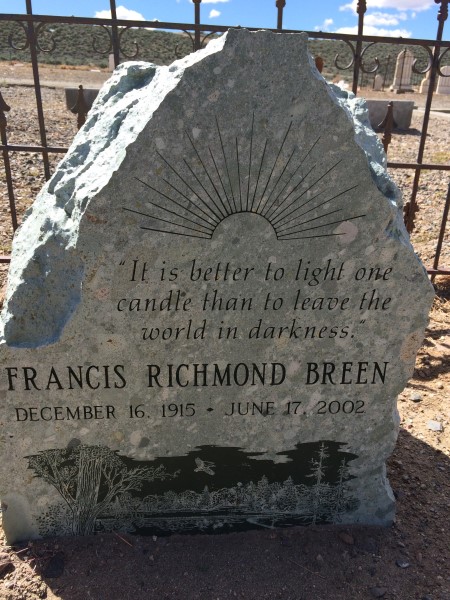 "It is better to light one
candle than to leave the
world in darkness."
FRANCIS RICHMOND BREEN
DECEMBER 16, 1915 • JUNE 17, 2002